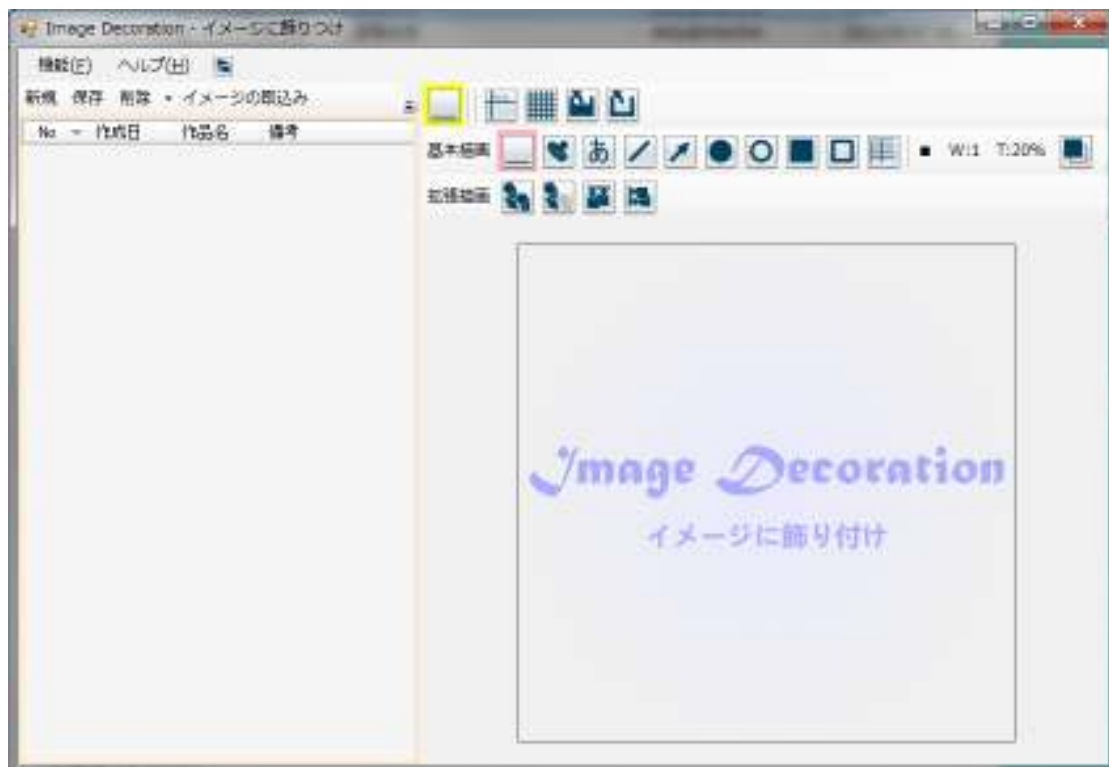 Image Decoration - イメージに飾りつけ
機能(F) ヘルプ(H)
新規 保存 削除 イメージの取込み
No 作成日 作品名 備考
基本描画 あ W:1 T:20%
拡張描画
Image Decoration
イメージに飾り付け